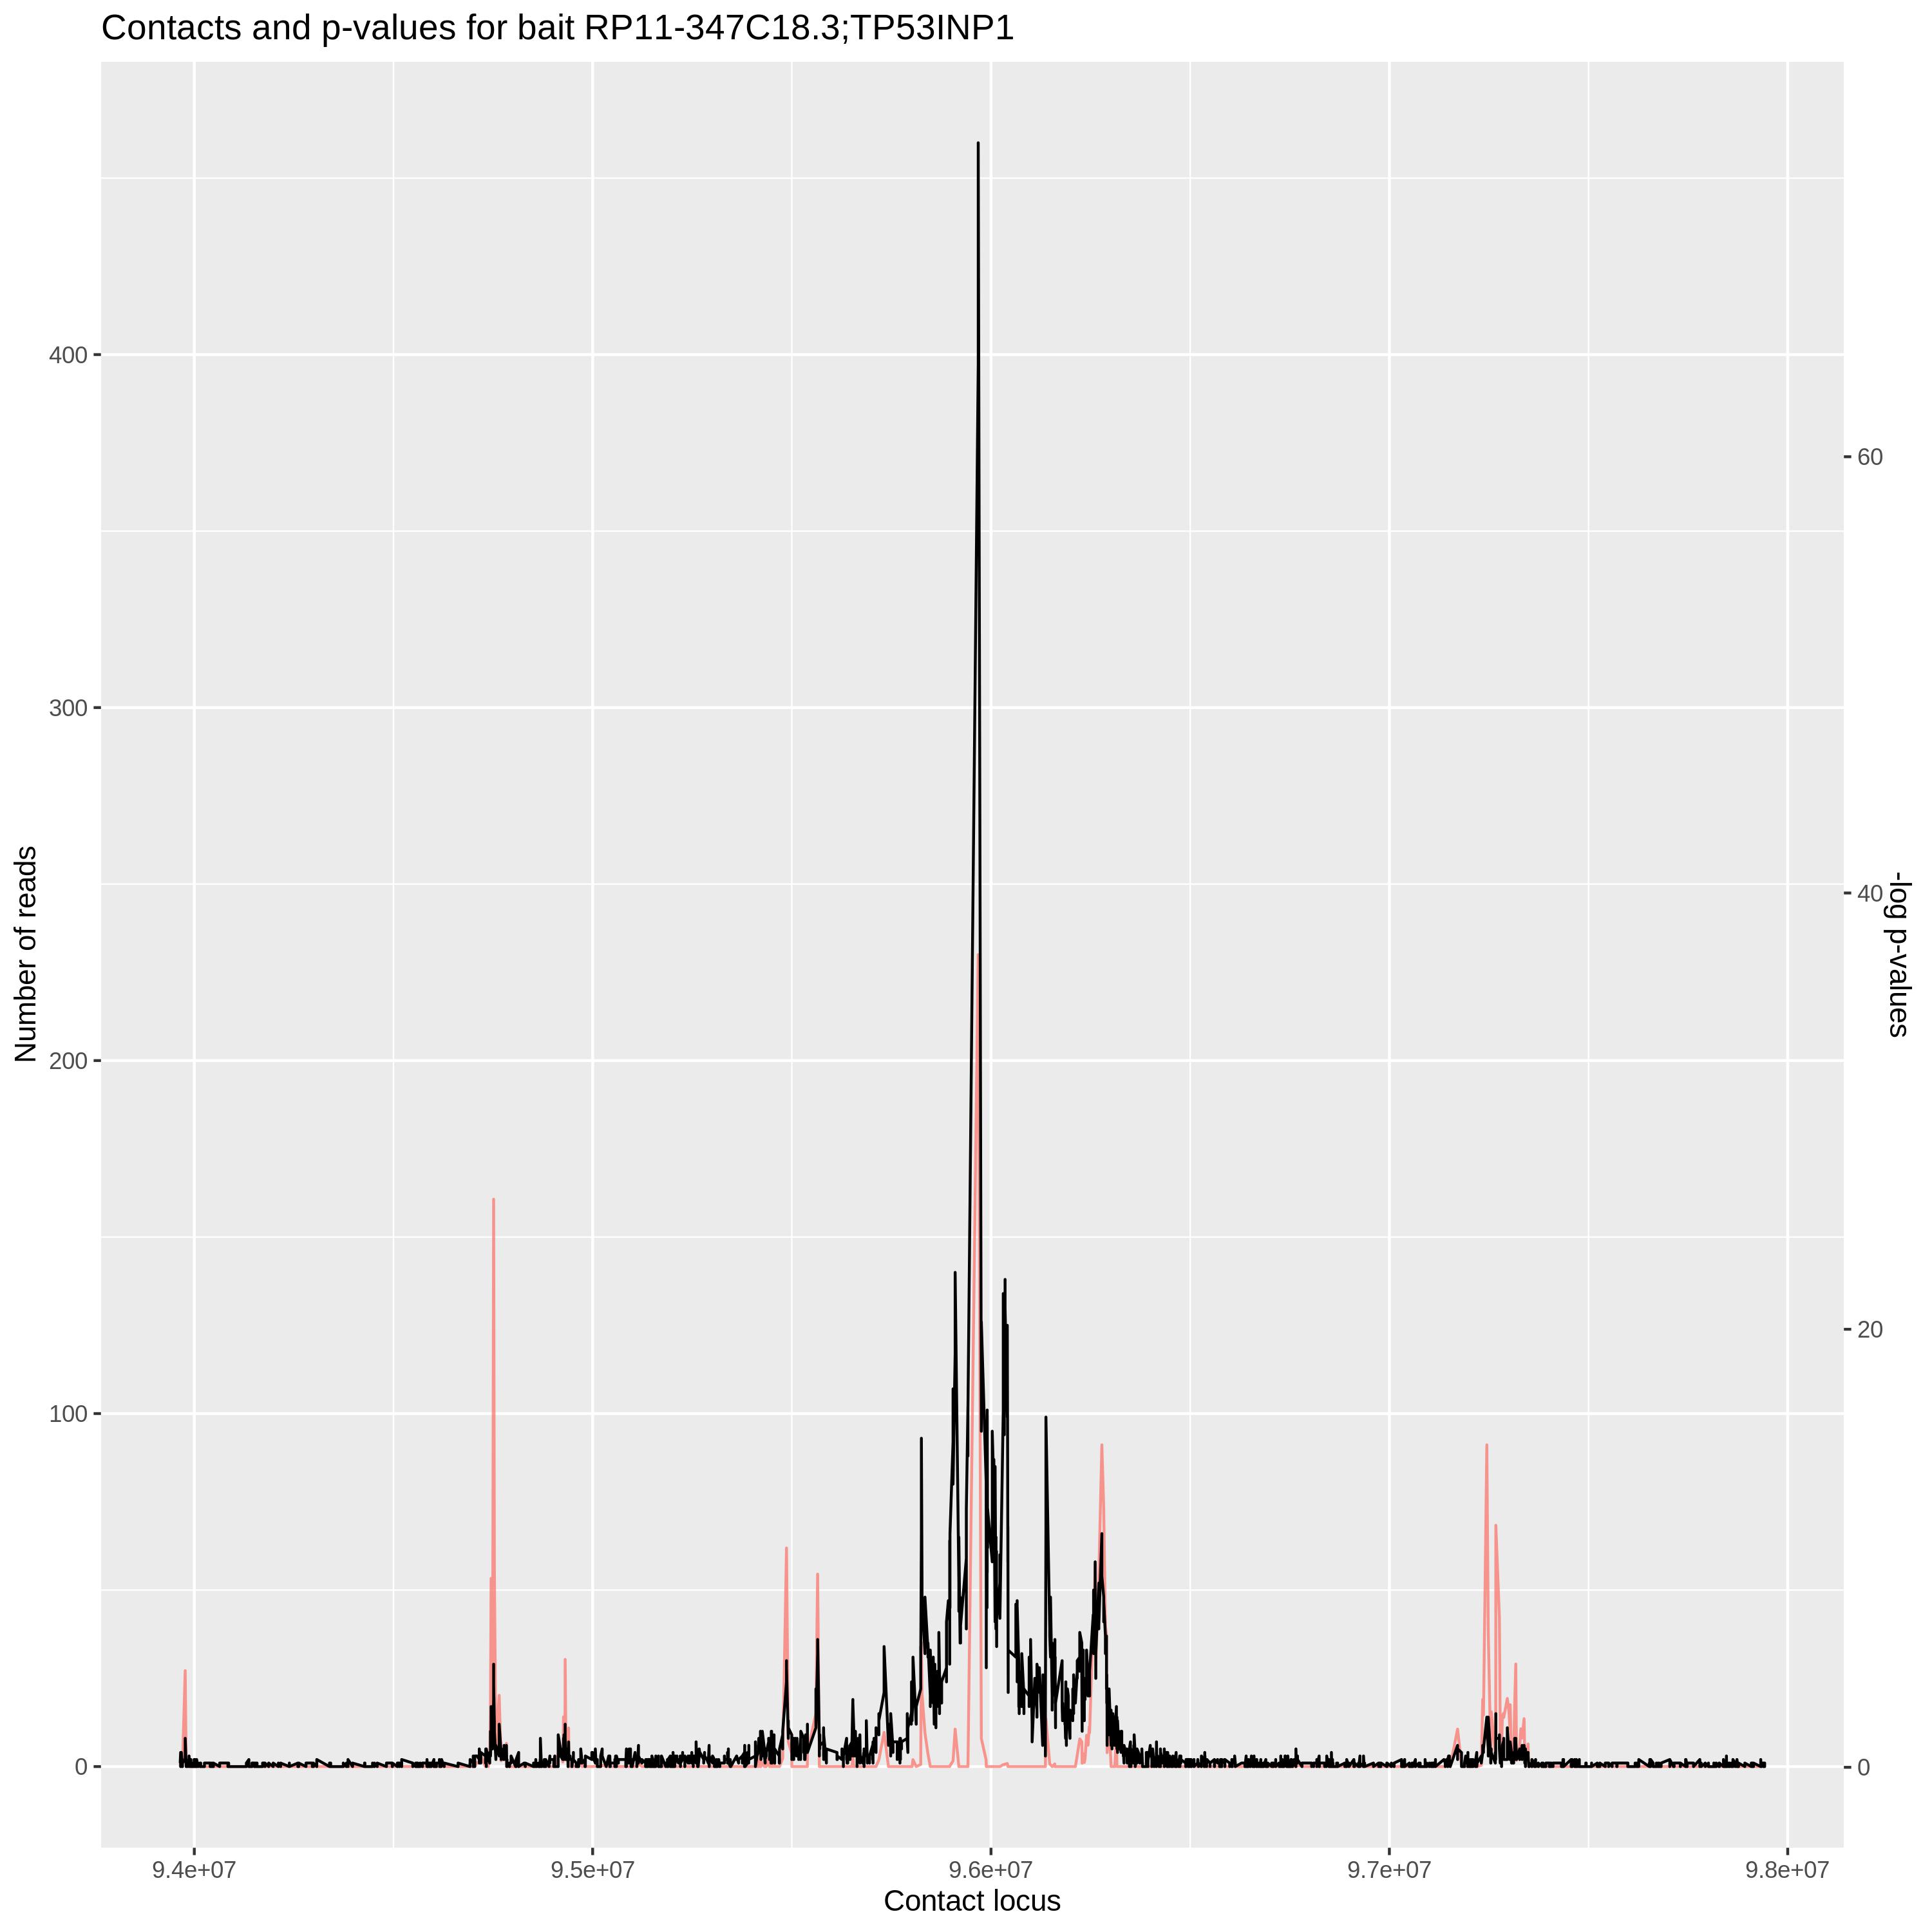 Contacts and p-values for bait RP11-347C18.3;TP53INP1
Number of reads
400
300
200
100
0
60
40
20
0
-log p-values
9.4e+07
9.5e+07
9.6e+07
9.7e+07
9.8e+07
Contact locus